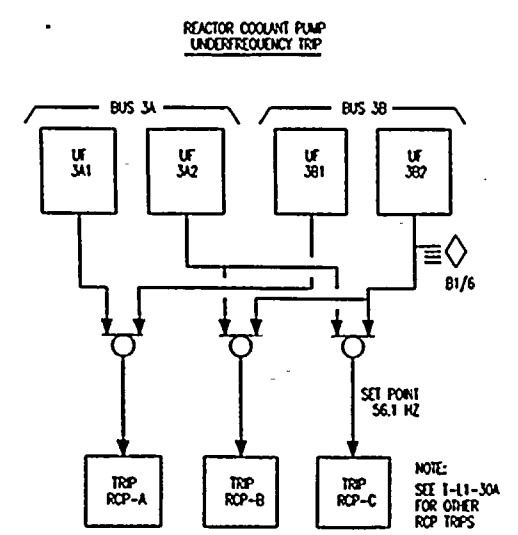 REACTOR COOLANT PUMP
UNDERFREQUENCY TRIP
BUS 3A
BUS 3B
UF
3A1
UF
3A2
UF
3B1
UF
3B2
B1/6
SET POINT
56.1 HZ
TRIP
RCP-A
TRIP
RCP-B
TRIP
RCP-C
NOTE:
SEE T-L1-30A
FOR OTHER
RCP TRIPS